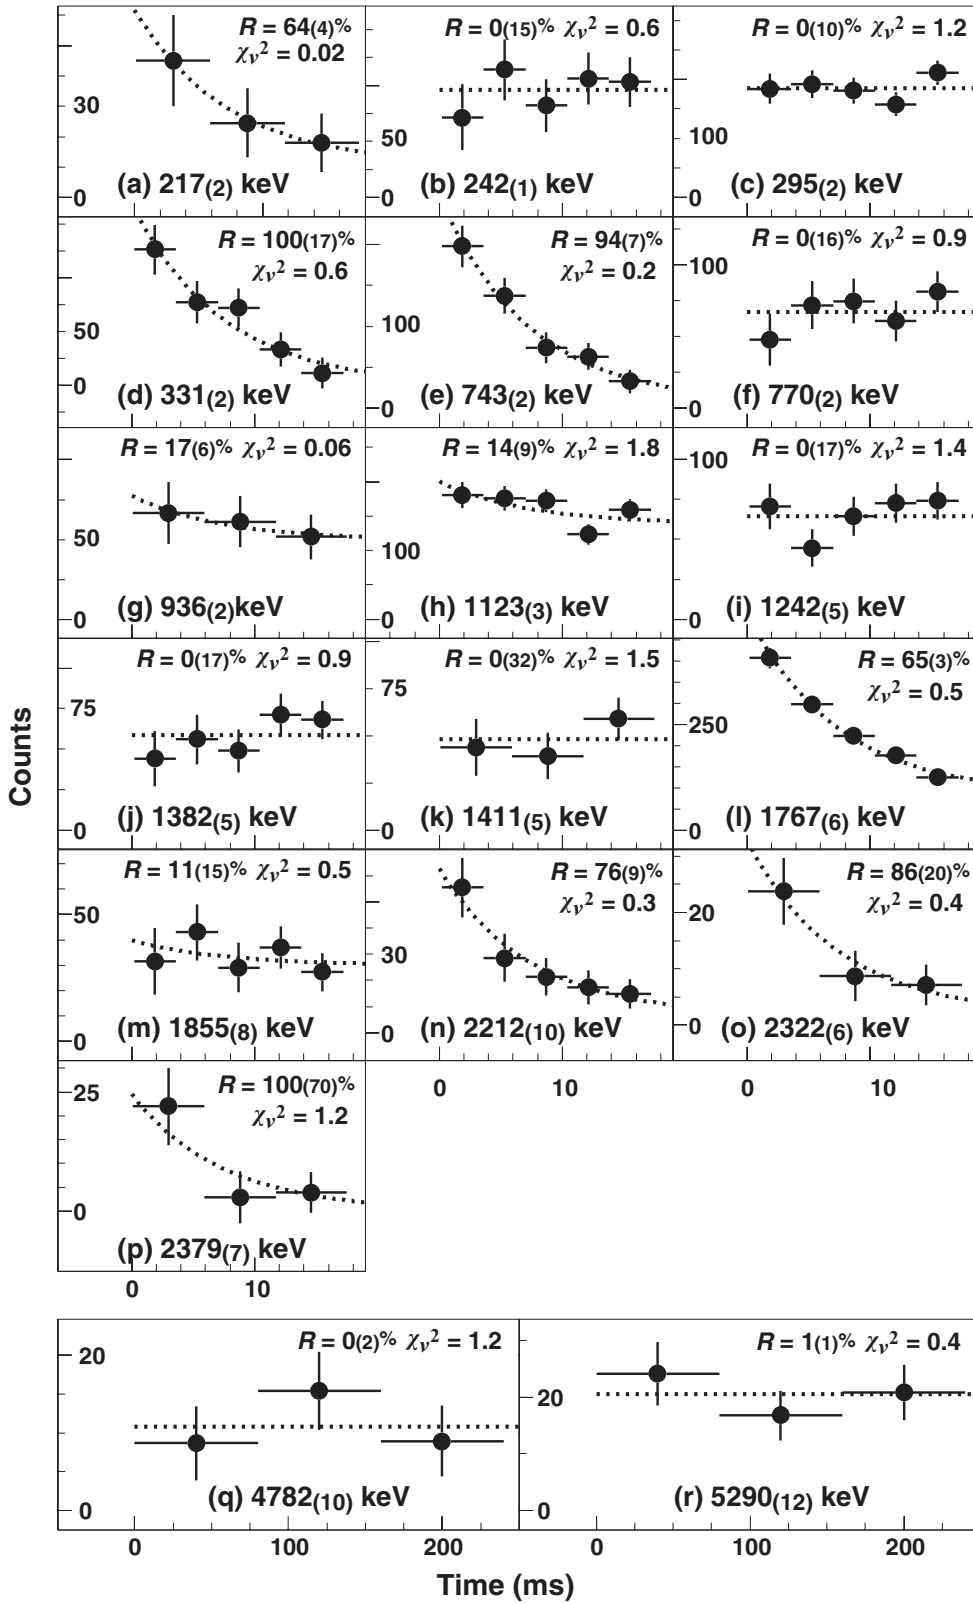 R = 64(4)%
χν² = 0.02
30
0
(a) 217(2) keV
R = 0(15)% χν² = 0.6
50
0
(b) 242(1) keV
R = 0(10)% χν² = 1.2
100
0
(c) 295(2) keV
R = 100(17)%
χν² = 0.6
50
0
(d) 331(2) keV
R = 94(7)%
χν² = 0.2
100
0
(e) 743(2) keV
R = 0(16)% χν² = 0.9
100
0
(f) 770(2) keV
R = 17(6)% χν² = 0.06
50
0
(g) 936(2)keV
R = 14(9)% χν² = 1.8
100
0
(h) 1123(3) keV
R = 0(17)% χν² = 1.4
100
0
(i) 1242(5) keV
R = 0(17)% χν² = 0.9
75
0
(j) 1382(5) keV
R = 0(32)% χν² = 1.5
75
0
(k) 1411(5) keV
R = 65(3)%
χν² = 0.5
250
0
(l) 1767(6) keV
R = 11(15)% χν² = 0.5
50
0
(m) 1855(8) keV
R = 76(9)%
χν² = 0.3
30
0
(n) 2212(10) keV
0 10
R = 86(20)%
χν² = 0.4
20
0
(o) 2322(6) keV
0 10
R = 100(70)%
χν² = 1.2
25
0
(p) 2379(7) keV
0 10
R = 0(2)% χν² = 1.2
20
0
(q) 4782(10) keV
0 100 200
R = 1(1)% χν² = 0.4
20
0
(r) 5290(12) keV
0 100 200
Counts
Time (ms)